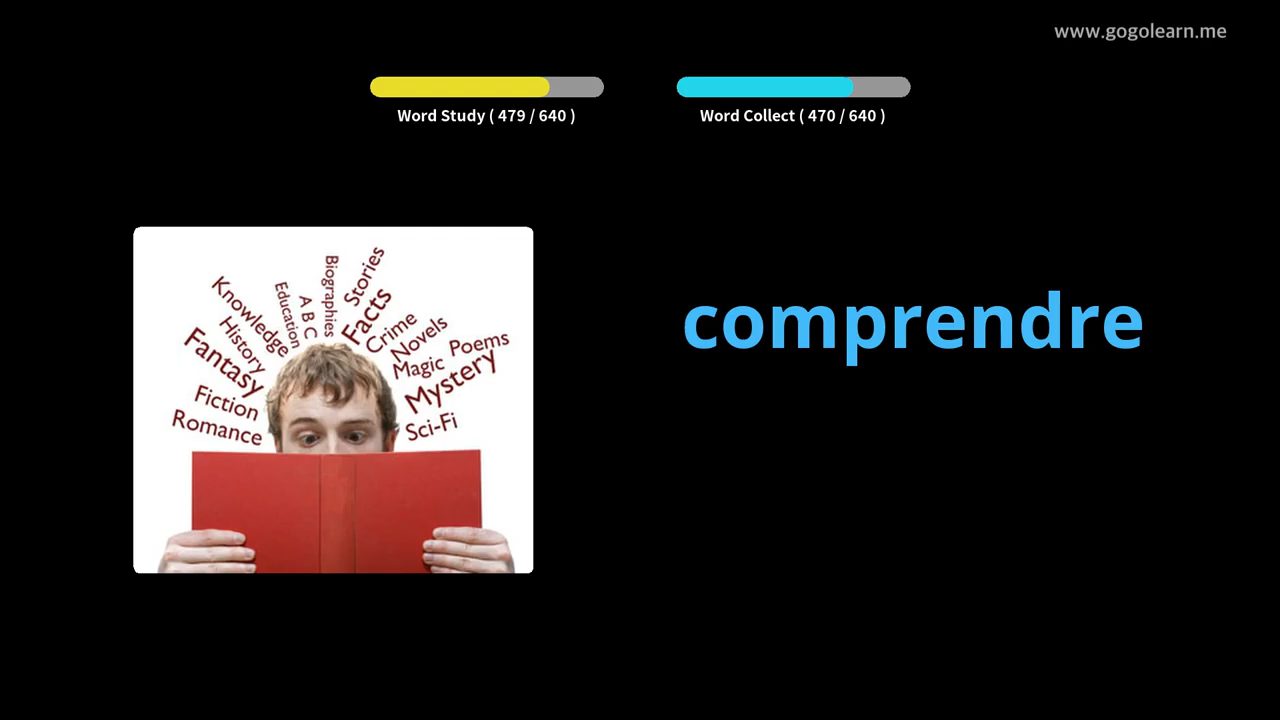 www.gogolearn.me
Word Study ( 479 / 640 )
Word Collect ( 470 / 640 )
comprendre
Knowledge
History
Fantasy
Fiction
Romance
Education
A B C
Biographies
Stories
Facts
Crime
Novels
Magic
Poems
Mystery
Sci-Fi